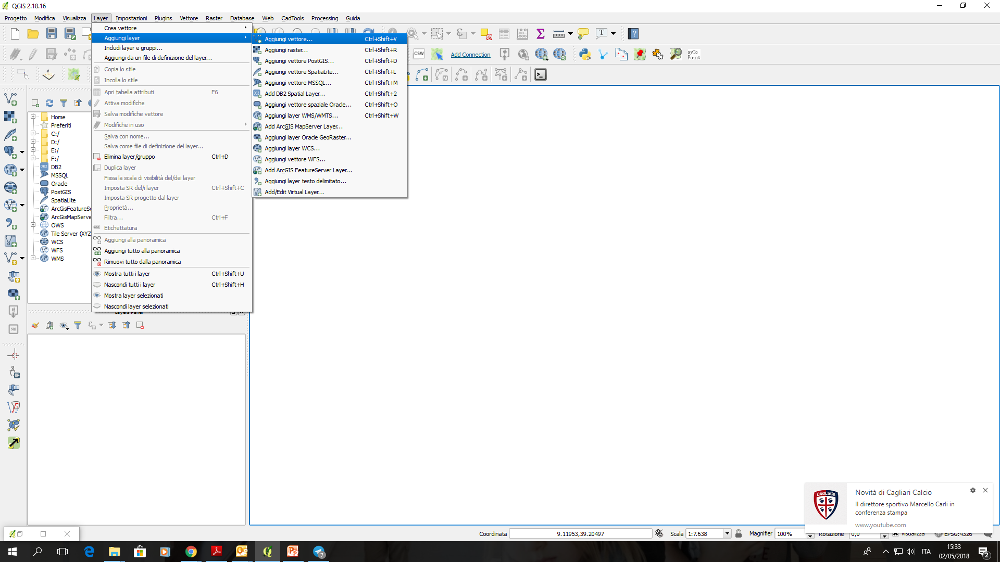 QGIS 2.18.16
Progetto Modifica Visualizza Layer Impostazioni Plugins Vettore Raster Database Web CadTools Processing Guida
Crea vettore
Aggiungi layer
Includi layer e gruppi...
Aggiungi da un file di definizione del layer...
Copia lo stile
Incolla lo stile
Apri tabella attributi F6
Attiva modifiche
Salva modifiche vettore
Modifiche in uso
Salva con nome...
Salva come file di definizione del layer...
Elimina layer/gruppo Ctrl+D
Duplica layer
Fissa la scala di visibilità del/dei layer
Imposta SR del/i layer Ctrl+Shift+C
Imposta SR progetto dal layer
Proprietà...
Filtra... Ctrl+F
abc Etichettatura
Aggiungi alla panoramica
Aggiungi tutto alla panoramica
Rimuovi tutto dalla panoramica
Mostra tutti i layer Ctrl+Shift+U
Nascondi tutti i layer Ctrl+Shift+H
Mostra layer selezionati
Nascondi layer selezionati
Aggiungi vettore... Ctrl+Shift+V
Aggiungi raster... Ctrl+Shift+R
Aggiungi vettore PostGIS... Ctrl+Shift+D
Aggiungi vettore SpatiaLite... Ctrl+Shift+L
Aggiungi vettore MSSQL... Ctrl+Shift+M
DB2 Add DB2 Spatial Layer... Ctrl+Shift+2
Aggiungi vettore spaziale Oracle... Ctrl+Shift+O
Aggiungi layer WMS/WMTS... Ctrl+Shift+W
Add ArcGIS MapServer Layer...
Aggiungi layer Oracle GeoRaster...
Aggiungi layer WCS...
Aggiungi vettore WFS...
Add ArcGIS FeatureServer Layer...
Aggiungi layer testo delimitato...
Add/Edit Virtual Layer...
CSW
Add Connection
xyTo
Point
Home
Preferiti
C:/
D:/
E:/
F:/
DB2 DB2
MSSQL
Oracle
PostGIS
SpatiaLite
ArcGisFeatureSe
ArcGisMapServe
OWS
Tile Server (XYZ
WCS
WFS
WMS
SQL
Layers Panel
Coordinata 9.11953,39.20497 Scala 1:7.638 Magnifier 100% Rotazione 0,0 Visualizza EPSG:4326
CAGLIARI
Novità di Cagliari Calcio
Il direttore sportivo Marcello Carli in
conferenza stampa
www.youtube.com
7
ITA
15:33
02/05/2018
2